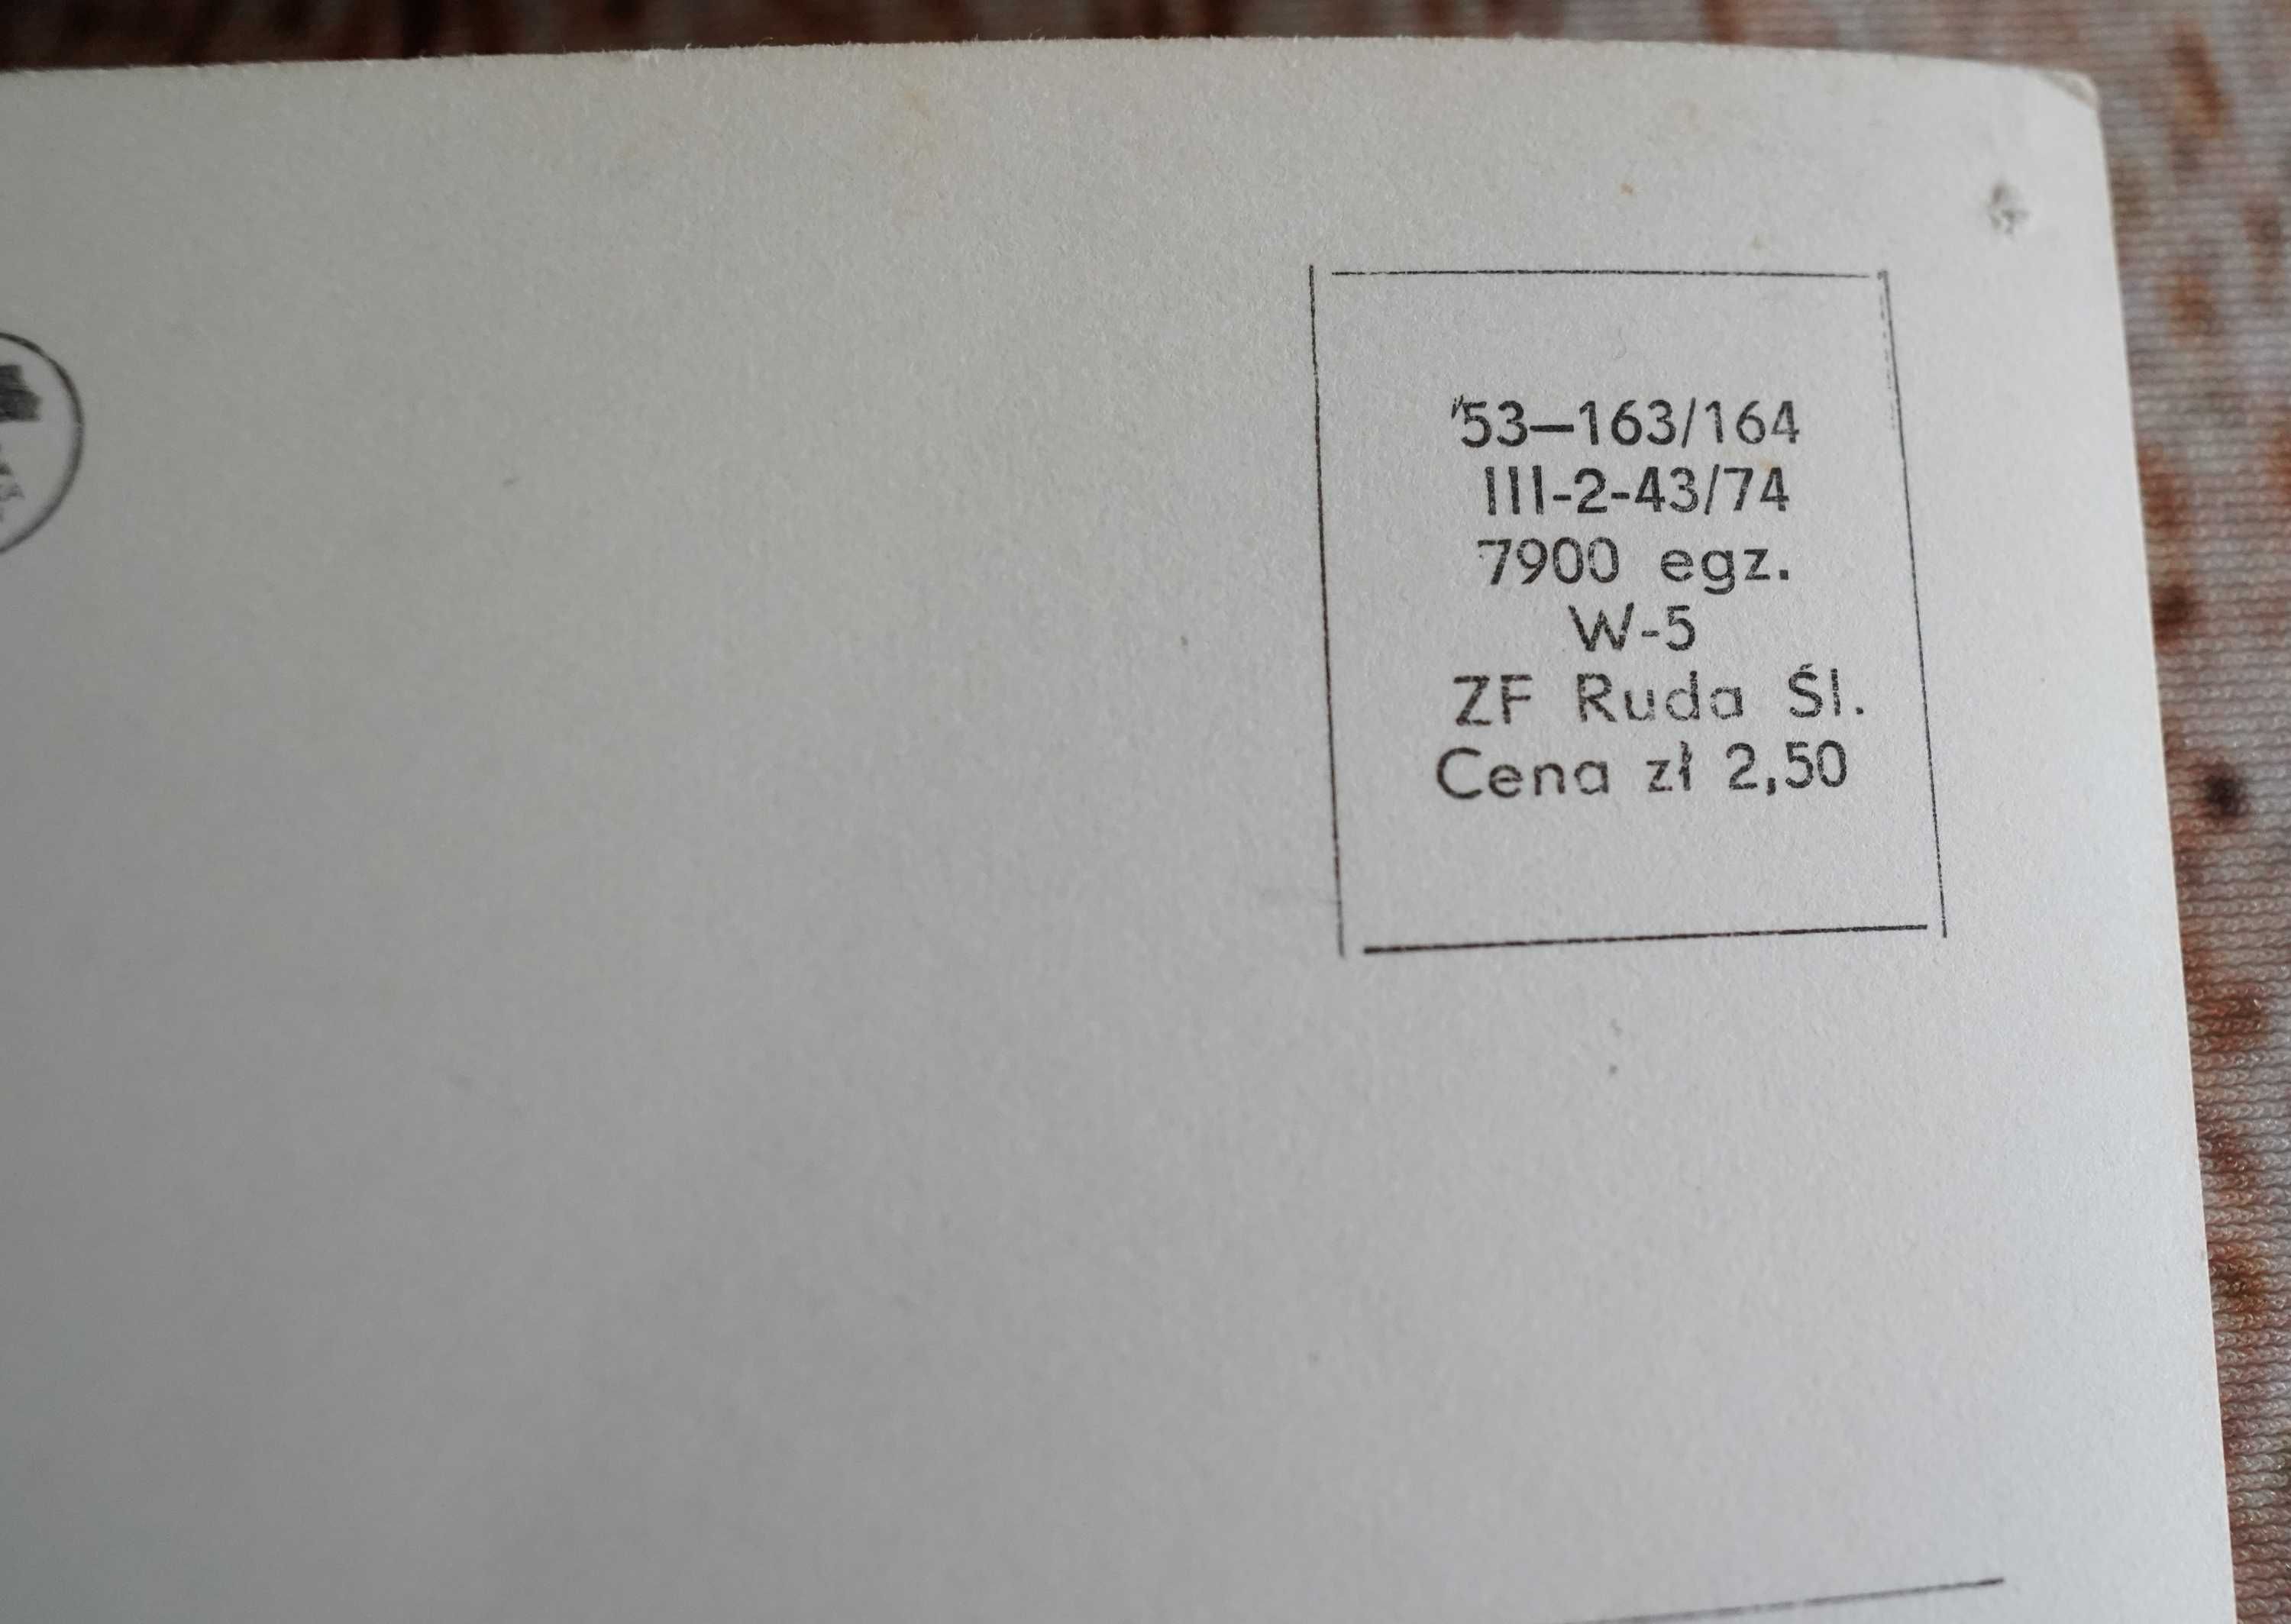 53—163/164
III-2-43/74
7900 egz.
W-5
ZF Ruda Śl.
Cena zł 2,50